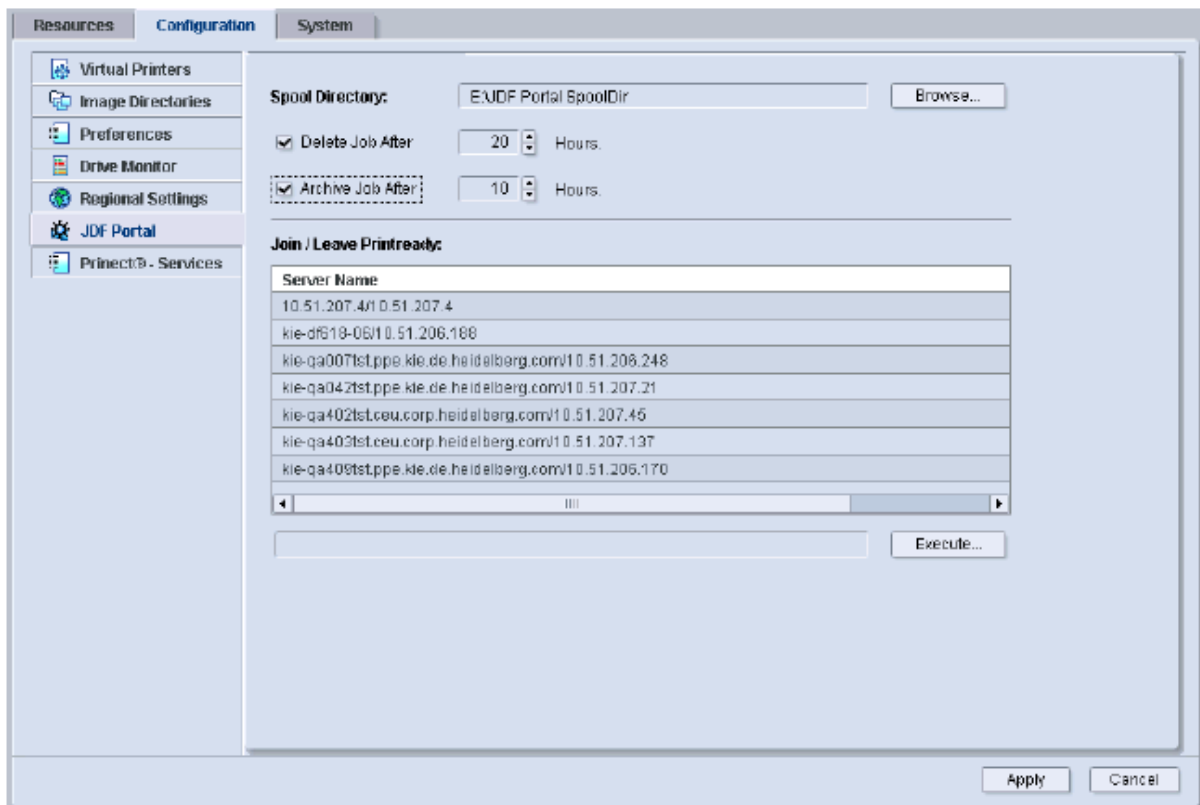 Resources Configuration System
Virtual Printers
Image Directories
Preferences
Drive Monitor
Regional Settings
JDF Portal
Prinect® - Services
Spool Directory: E:\JDF Portal SpoolDir Browse...
Delete Job After 20 Hours.
Archive Job After 10 Hours.
Join / Leave Printready:
Server Name
10.51.207.4/10.51.207.4
kie-df618-06/10.51.206.188
kie-qa007tst.ppe.kie.de.heidelberg.com/10.51.206.248
kie-qa042tst.ppe.kie.de.heidelberg.com/10.51.207.21
kie-qa402tst.ceu.corp.heidelberg.com/10.51.207.45
kie-qa403tst.ceu.corp.heidelberg.com/10.51.207.137
kie-qa409tst.ppe.kie.de.heidelberg.com/10.51.206.170
Execute...
Apply Cancel